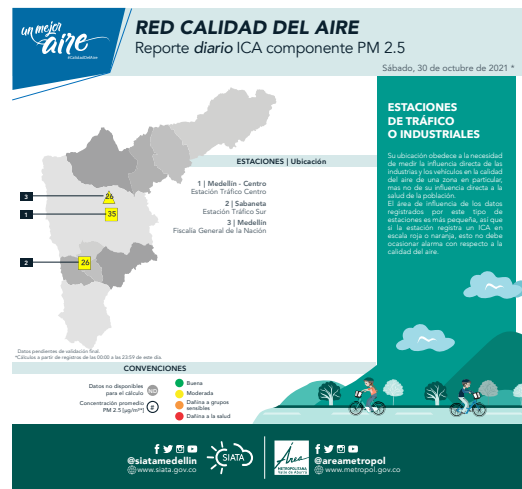 un mejor
aire
#CalidadDelAire
RED CALIDAD DEL AIRE
Reporte diario ICA componente PM 2.5
Sábado, 30 de octubre de 2021 *
ESTACIONES | Ubicación
1 | Medellín - Centro
Estación Tráfico Centro
2 | Sabaneta
Estación Tráfico Sur
3 | Medellín
Fiscalía General de la Nación
3
26
1
35
2
26
ESTACIONES
DE TRÁFICO
O INDUSTRIALES
Su ubicación obedece a la necesidad
de medir la influencia directa de las
industrias y los vehículos en la calidad
del aire de una zona en particular,
mas no de su influencia directa a la
salud de la población.
El área de influencia de los datos
registrados por este tipo de
estaciones es más pequeña, así que
si la estación registra un ICA en
escala roja o naranja, esto no debe
ocasionar alarma con respecto a la
calidad del aire.
Datos pendientes de validación final.
*Cálculos a partir de registros de las 00:00 a las 23:59 de este día.
CONVENCIONES
Datos no disponibles
para el cálculo
ND
Concentración promedio
PM 2.5 [µg/m³]
#
Buena
Moderada
Dañina a grupos
sensibles
Dañina a la salud
@siatamedellin
www.siata.gov.co
SIATA
Área
METROPOLITANA
Valle de Aburrá
@areametropol
www.metropol.gov.co